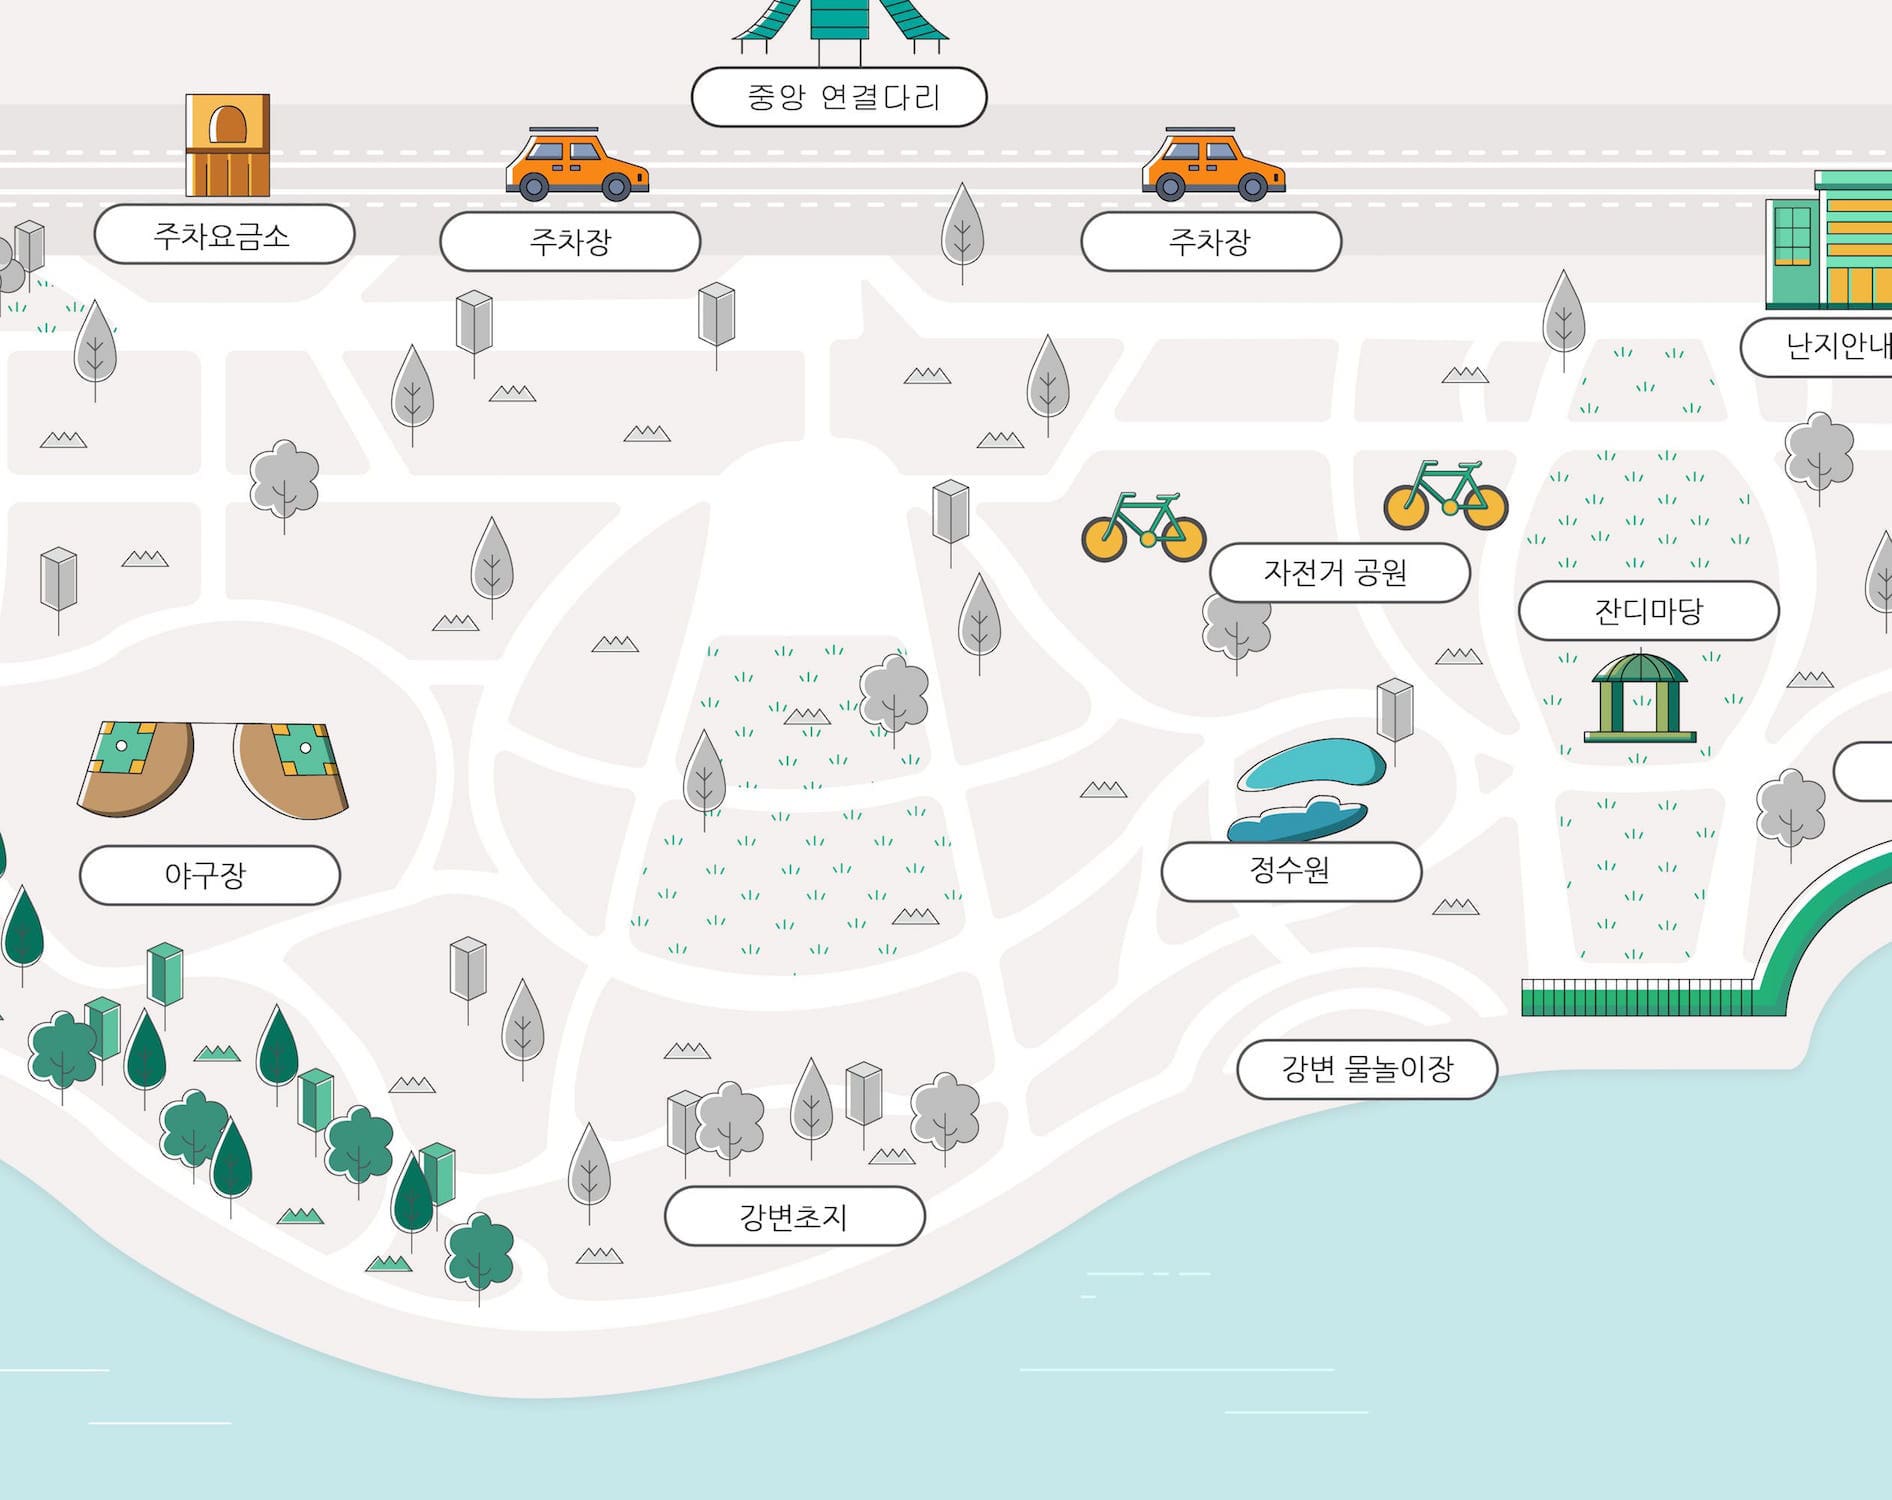 중앙 연결다리
주차요금소
주차장
주차장
난지안내
자전거 공원
잔디마당
야구장
정수원
강변 물놀이장
강변초지